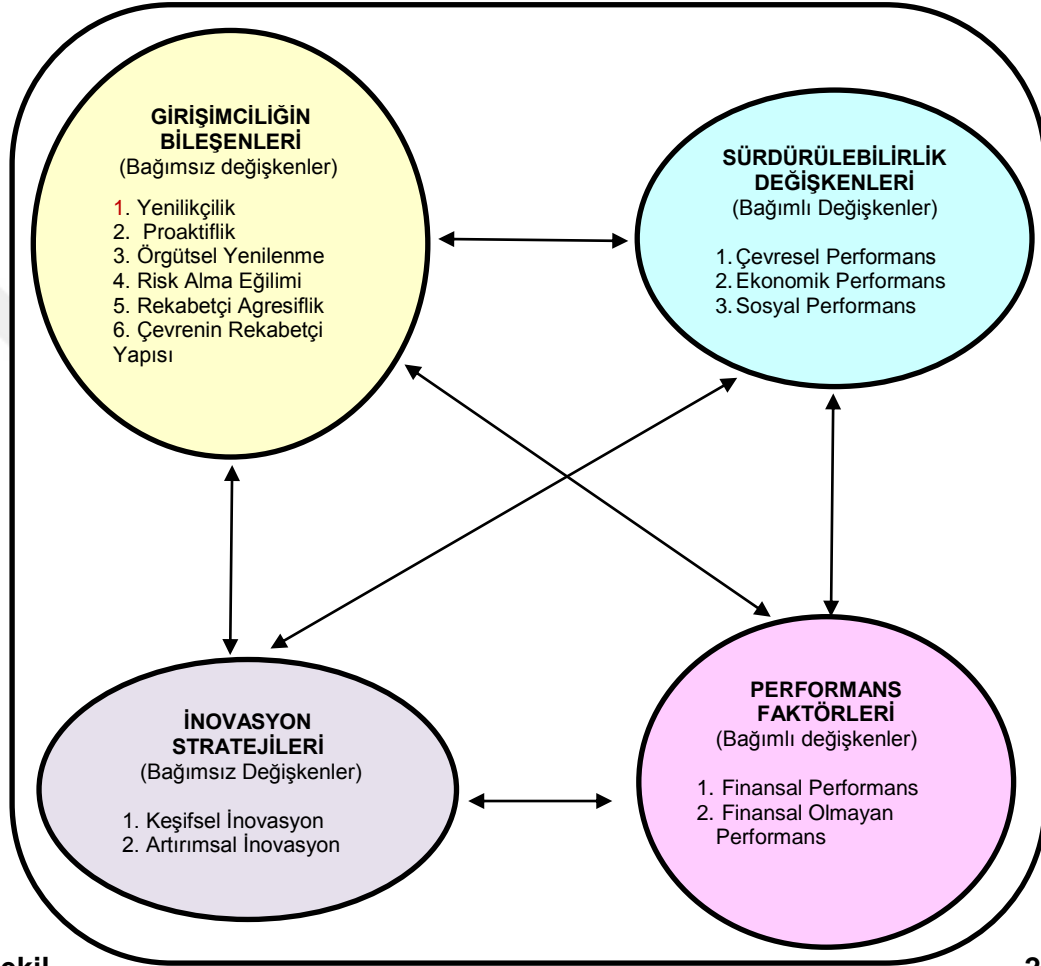 GİRİŞİMCİLİĞİN
BİLEŞENLERİ
(Bağımsız değişkenler)
1. Yenilikçilik
2. Proaktiflik
3. Örgütsel Yenilenme
4. Risk Alma Eğilimi
5. Rekabetçi Agresiflik
6. Çevrenin Rekabetçi
Yapısı
SÜRDÜRÜLEBİLİRLİK
DEĞİŞKENLERİ
(Bağımlı Değişkenler)
1. Çevresel Performans
2. Ekonomik Performans
3. Sosyal Performans
İNOVASYON
STRATEJİLERİ
(Bağımsız Değişkenler)
1. Keşifsel İnovasyon
2. Artırımsal İnovasyon
PERFORMANS
FAKTÖRLERİ
(Bağımlı değişkenler)
1. Finansal Performans
2. Finansal Olmayan
Performans